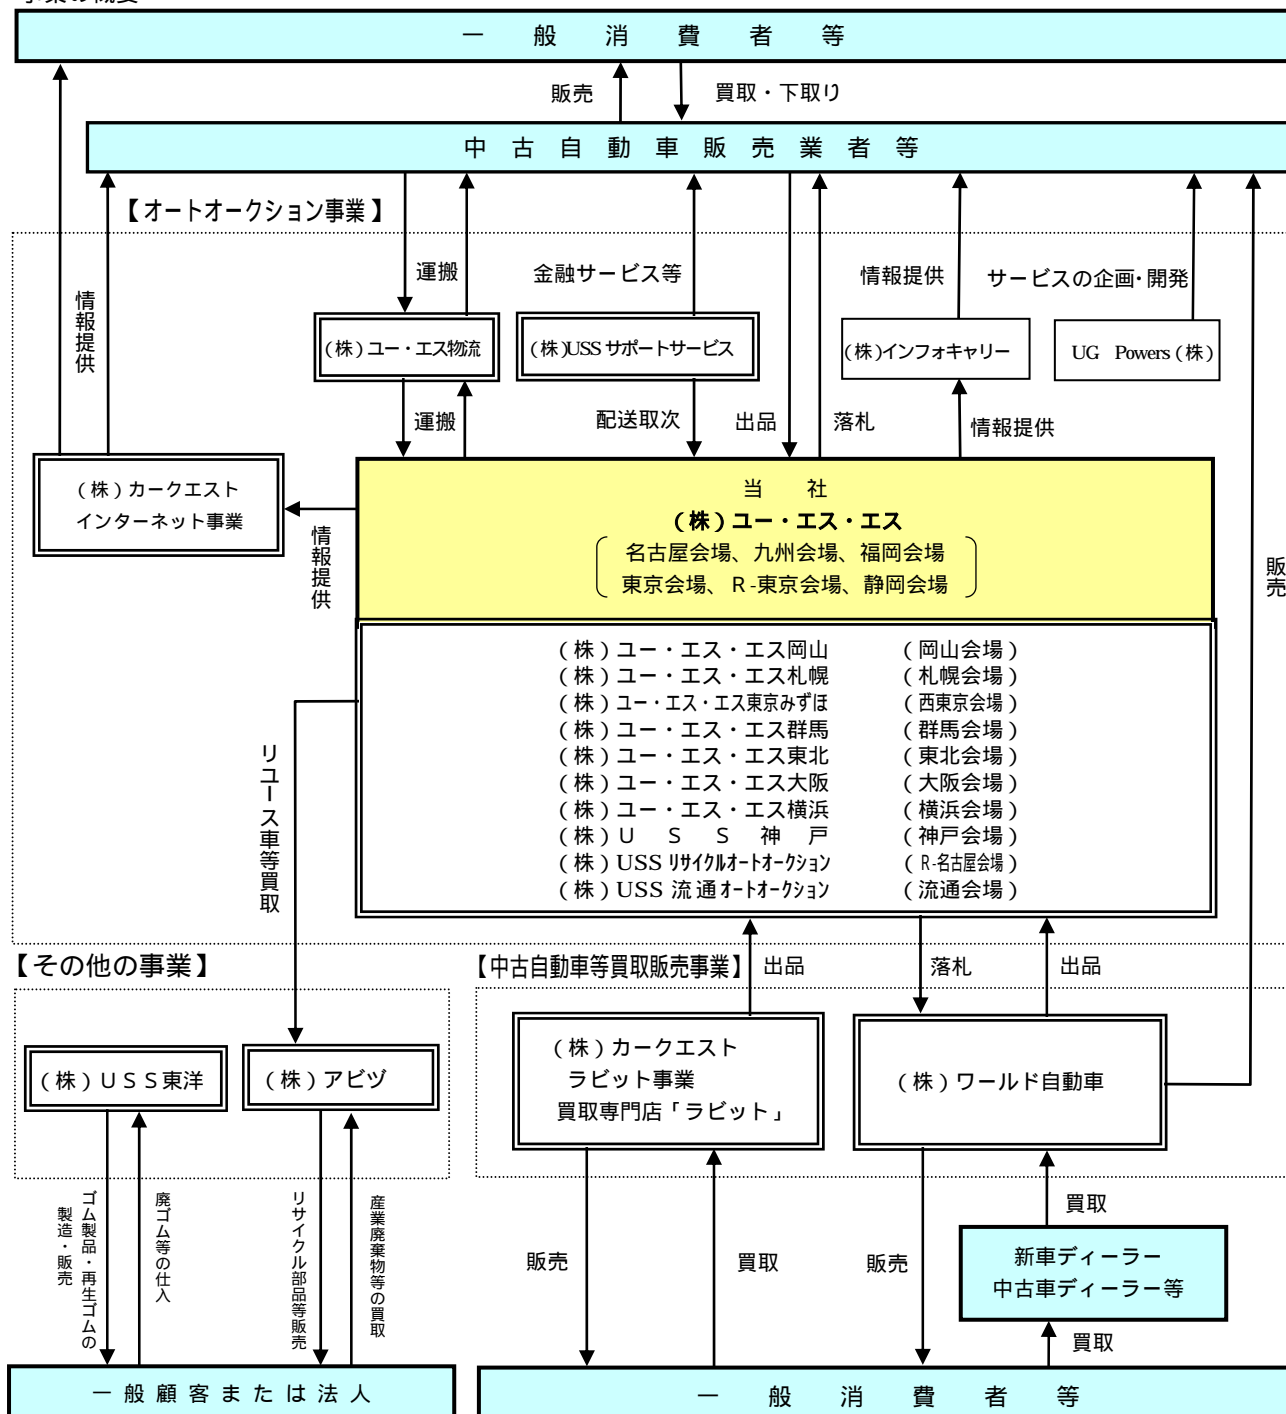 一般消費者等
販売
買取・下取り
中古自動車販売業者等
【オートオークション事業】
運搬
金融サービス等
情報提供
サービスの企画・開発
情報提供
(株)ユー・エス物流
(株)USSサポートサービス
(株)インフォキャリー
UG Powers(株)
運搬
配送取次
出品
落札
情報提供
(株)カークエスト
インターネット事業
情報提供
当 社
(株)ユー・エス・エス
名古屋会場、九州会場、福岡会場
東京会場、R-東京会場、静岡会場
販売
(株)ユー・エス・エス岡山 (岡山会場)
(株)ユー・エス・エス札幌 (札幌会場)
(株)ユー・エス・エス東京みずほ (西東京会場)
(株)ユー・エス・エス群馬 (群馬会場)
(株)ユー・エス・エス東北 (東北会場)
(株)ユー・エス・エス大阪 (大阪会場)
(株)ユー・エス・エス横浜 (横浜会場)
(株)USS神戸 (神戸会場)
(株)USSリサイクルオートオークション (R-名古屋会場)
(株)USS流通オートオークション (流通会場)
リユース車等買取
【その他の事業】
【中古自動車等買取販売事業】
出品
落札
出品
(株)USS東洋
(株)アビヅ
(株)カークエスト
ラビット事業
買取専門店「ラビット」
(株)ワールド自動車
ゴム製品・再生ゴムの
製造・販売
廃ゴム等の仕入
リサイクル部品等販売
産業廃棄物等の買取
販売
買取
販売
買取
新車ディーラー
中古車ディーラー等
買取
一般顧客または法人
一般消費者等